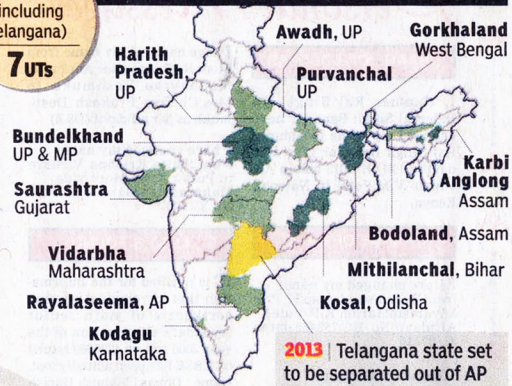 including
elangana)
7UTs
Awadh, UP
Gorkhaland
West Bengal
Harith
Pradesh,
UP
Purvanchal
UP
Bundelkhand
UP & MP
Saurashtra
Gujarat
Karbi
Anglong
Assam
Bodoland, Assam
Vidarbha
Maharashtra
Mithilanchal, Bihar
Rayalaseema, AP
Kosal, Odisha
Kodagu
Karnataka
2013 | Telangana state set
to be separated out of AP